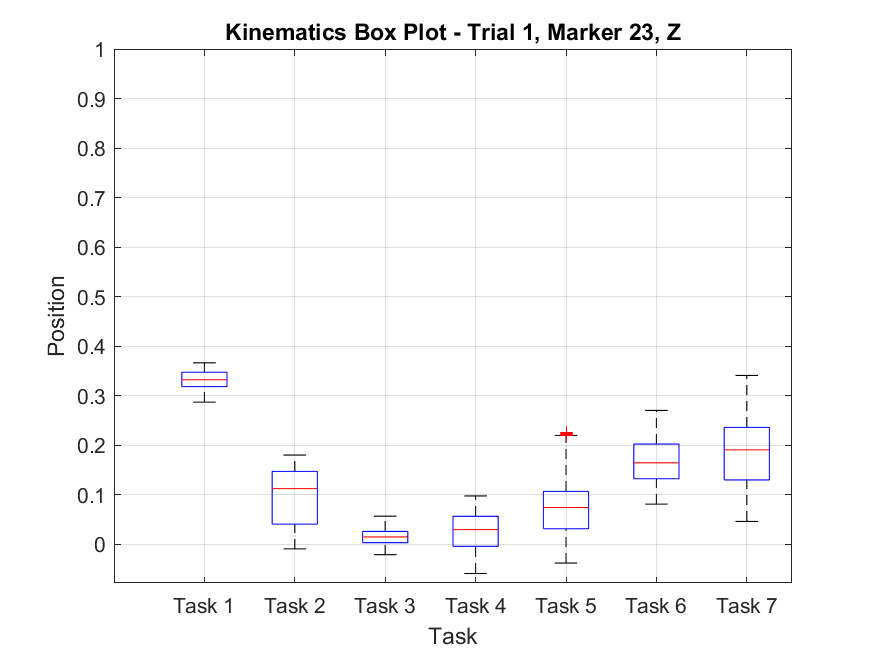 Kinematics Box Plot - Trial 1, Marker 23, Z
1
0.9
0.8
0.7
0.6
0.5
0.4
0.3
0.2
0.1
0
Position
Task 1 Task 2 Task 3 Task 4 Task 5 Task 6 Task 7
Task